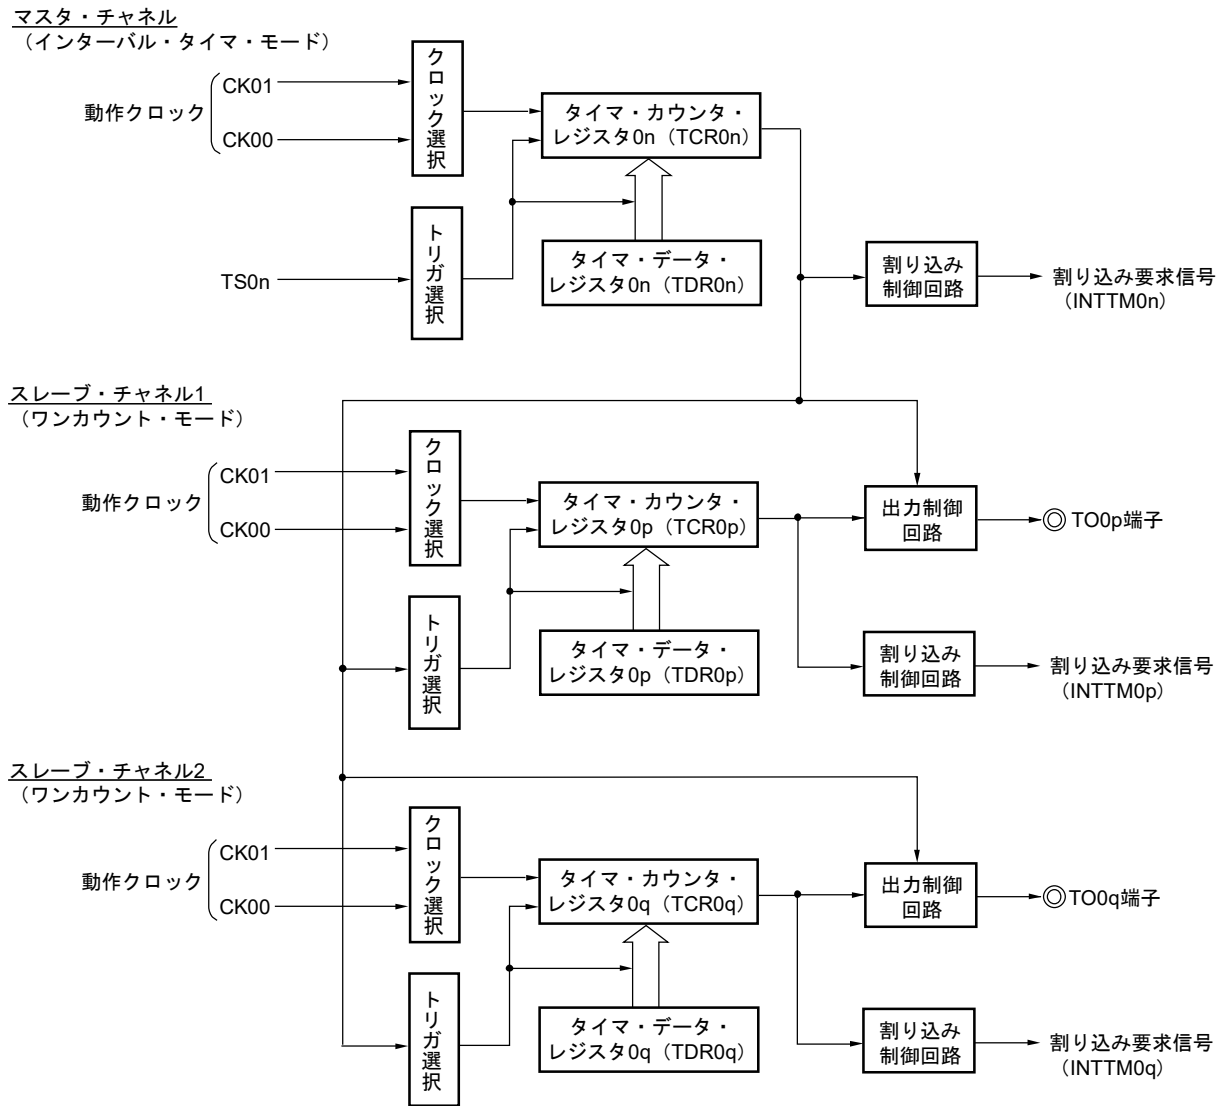 マスタ・チャネル
（インターバル・タイマ・モード）
動作クロック
CK01
CK00
クロック選択
タイマ・カウンタ・
レジスタ0n（TCR0n）
TS0n
トリガ選択
タイマ・データ・
レジスタ0n（TDR0n）
割り込み
制御回路
割り込み要求信号
（INTTM0n）
スレーブ・チャネル1
（ワンカウント・モード）
動作クロック
CK01
CK00
クロック選択
タイマ・カウンタ・
レジスタ0p（TCR0p）
出力制御
回路
TO0p端子
トリガ選択
タイマ・データ・
レジスタ0p（TDR0p）
割り込み
制御回路
割り込み要求信号
（INTTM0p）
スレーブ・チャネル2
（ワンカウント・モード）
動作クロック
CK01
CK00
クロック選択
タイマ・カウンタ・
レジスタ0q（TCR0q）
出力制御
回路
TO0q端子
トリガ選択
タイマ・データ・
レジスタ0q（TDR0q）
割り込み
制御回路
割り込み要求信号
（INTTM0q）